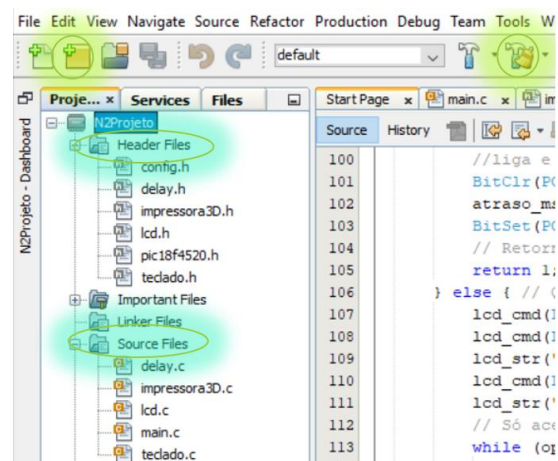 File Edit View Navigate Source Refactor Production Debug Team Tools W
default
Proje... × Services Files
Start Page × main.c × im
N2Projeto - Dashboard
N2Projeto
Header Files
config.h
delay.h
impressora3D.h
lcd.h
pic18f4520.h
teclado.h
Important Files
Linker Files
Source Files
delay.c
impressora3D.c
lcd.c
main.c
teclado.c
Source History
100 //liga e
101 BitClr(PO
102 atraso_ms
103 BitSet(PO
104 // Retorn
105 return 1;
106 } else { //
107 lcd_cmd(
108 lcd_cmd(
109 lcd_str(
110 lcd_cmd(
111 lcd_str(
112 // Só ace
113 while (op